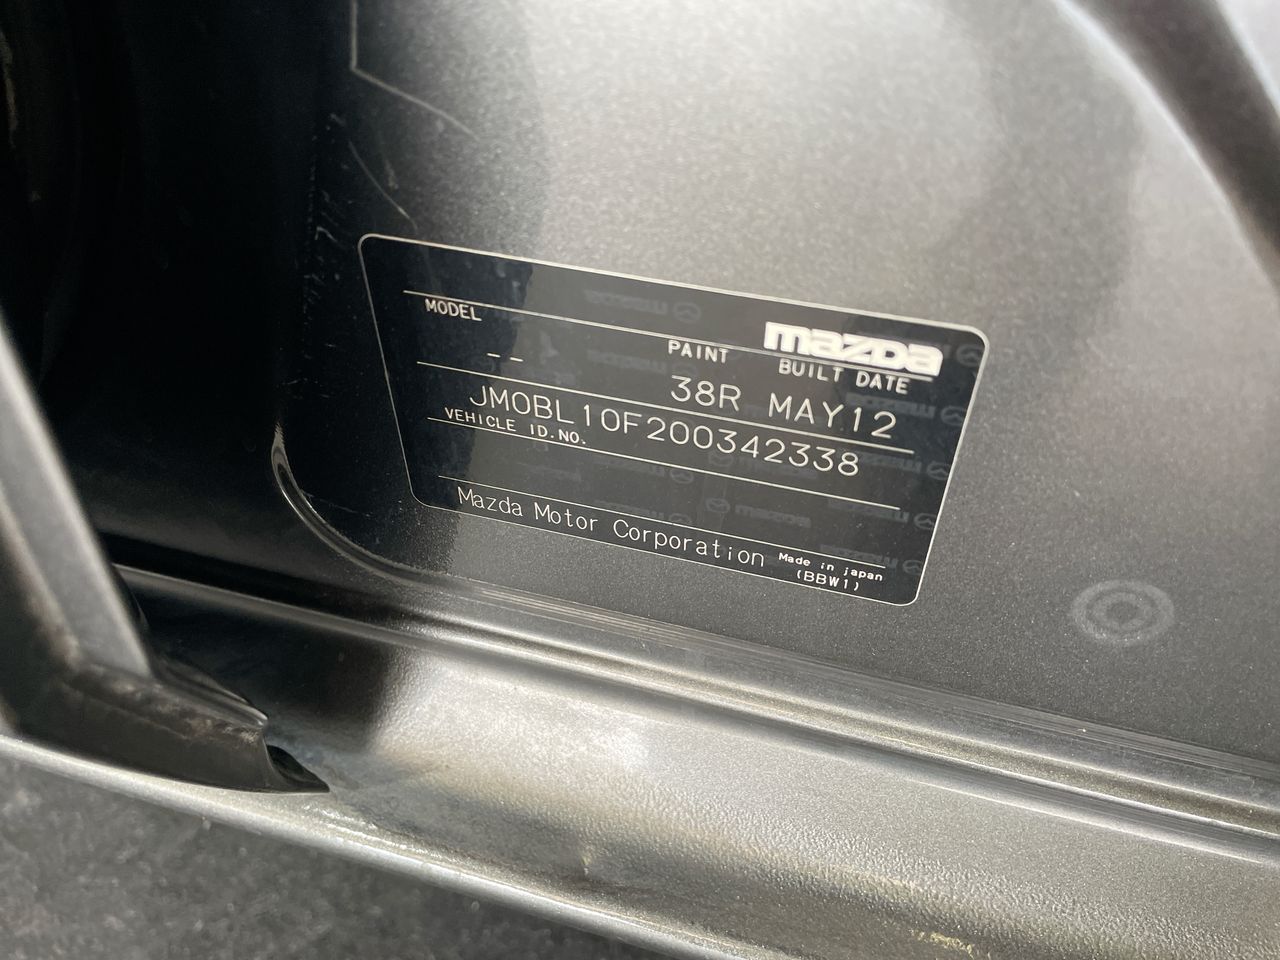 mazda
MODEL PAINT BUILT DATE
-- 38R MAY12
JM0BL10F200342338
VEHICLE ID.NO.
Mazda Motor Corporation Made in japan
(BBW1)